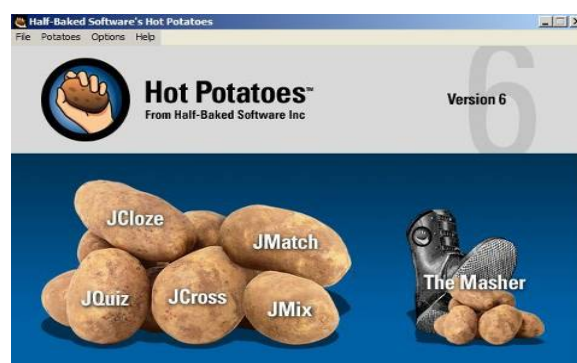 Half-Baked Software's Hot Potatoes
File Potatoes Options Help
Hot Potatoes™
From Half-Baked Software Inc
Version 6
6
JCloze
JMatch
The Masher
JQuiz
JCross
JMix